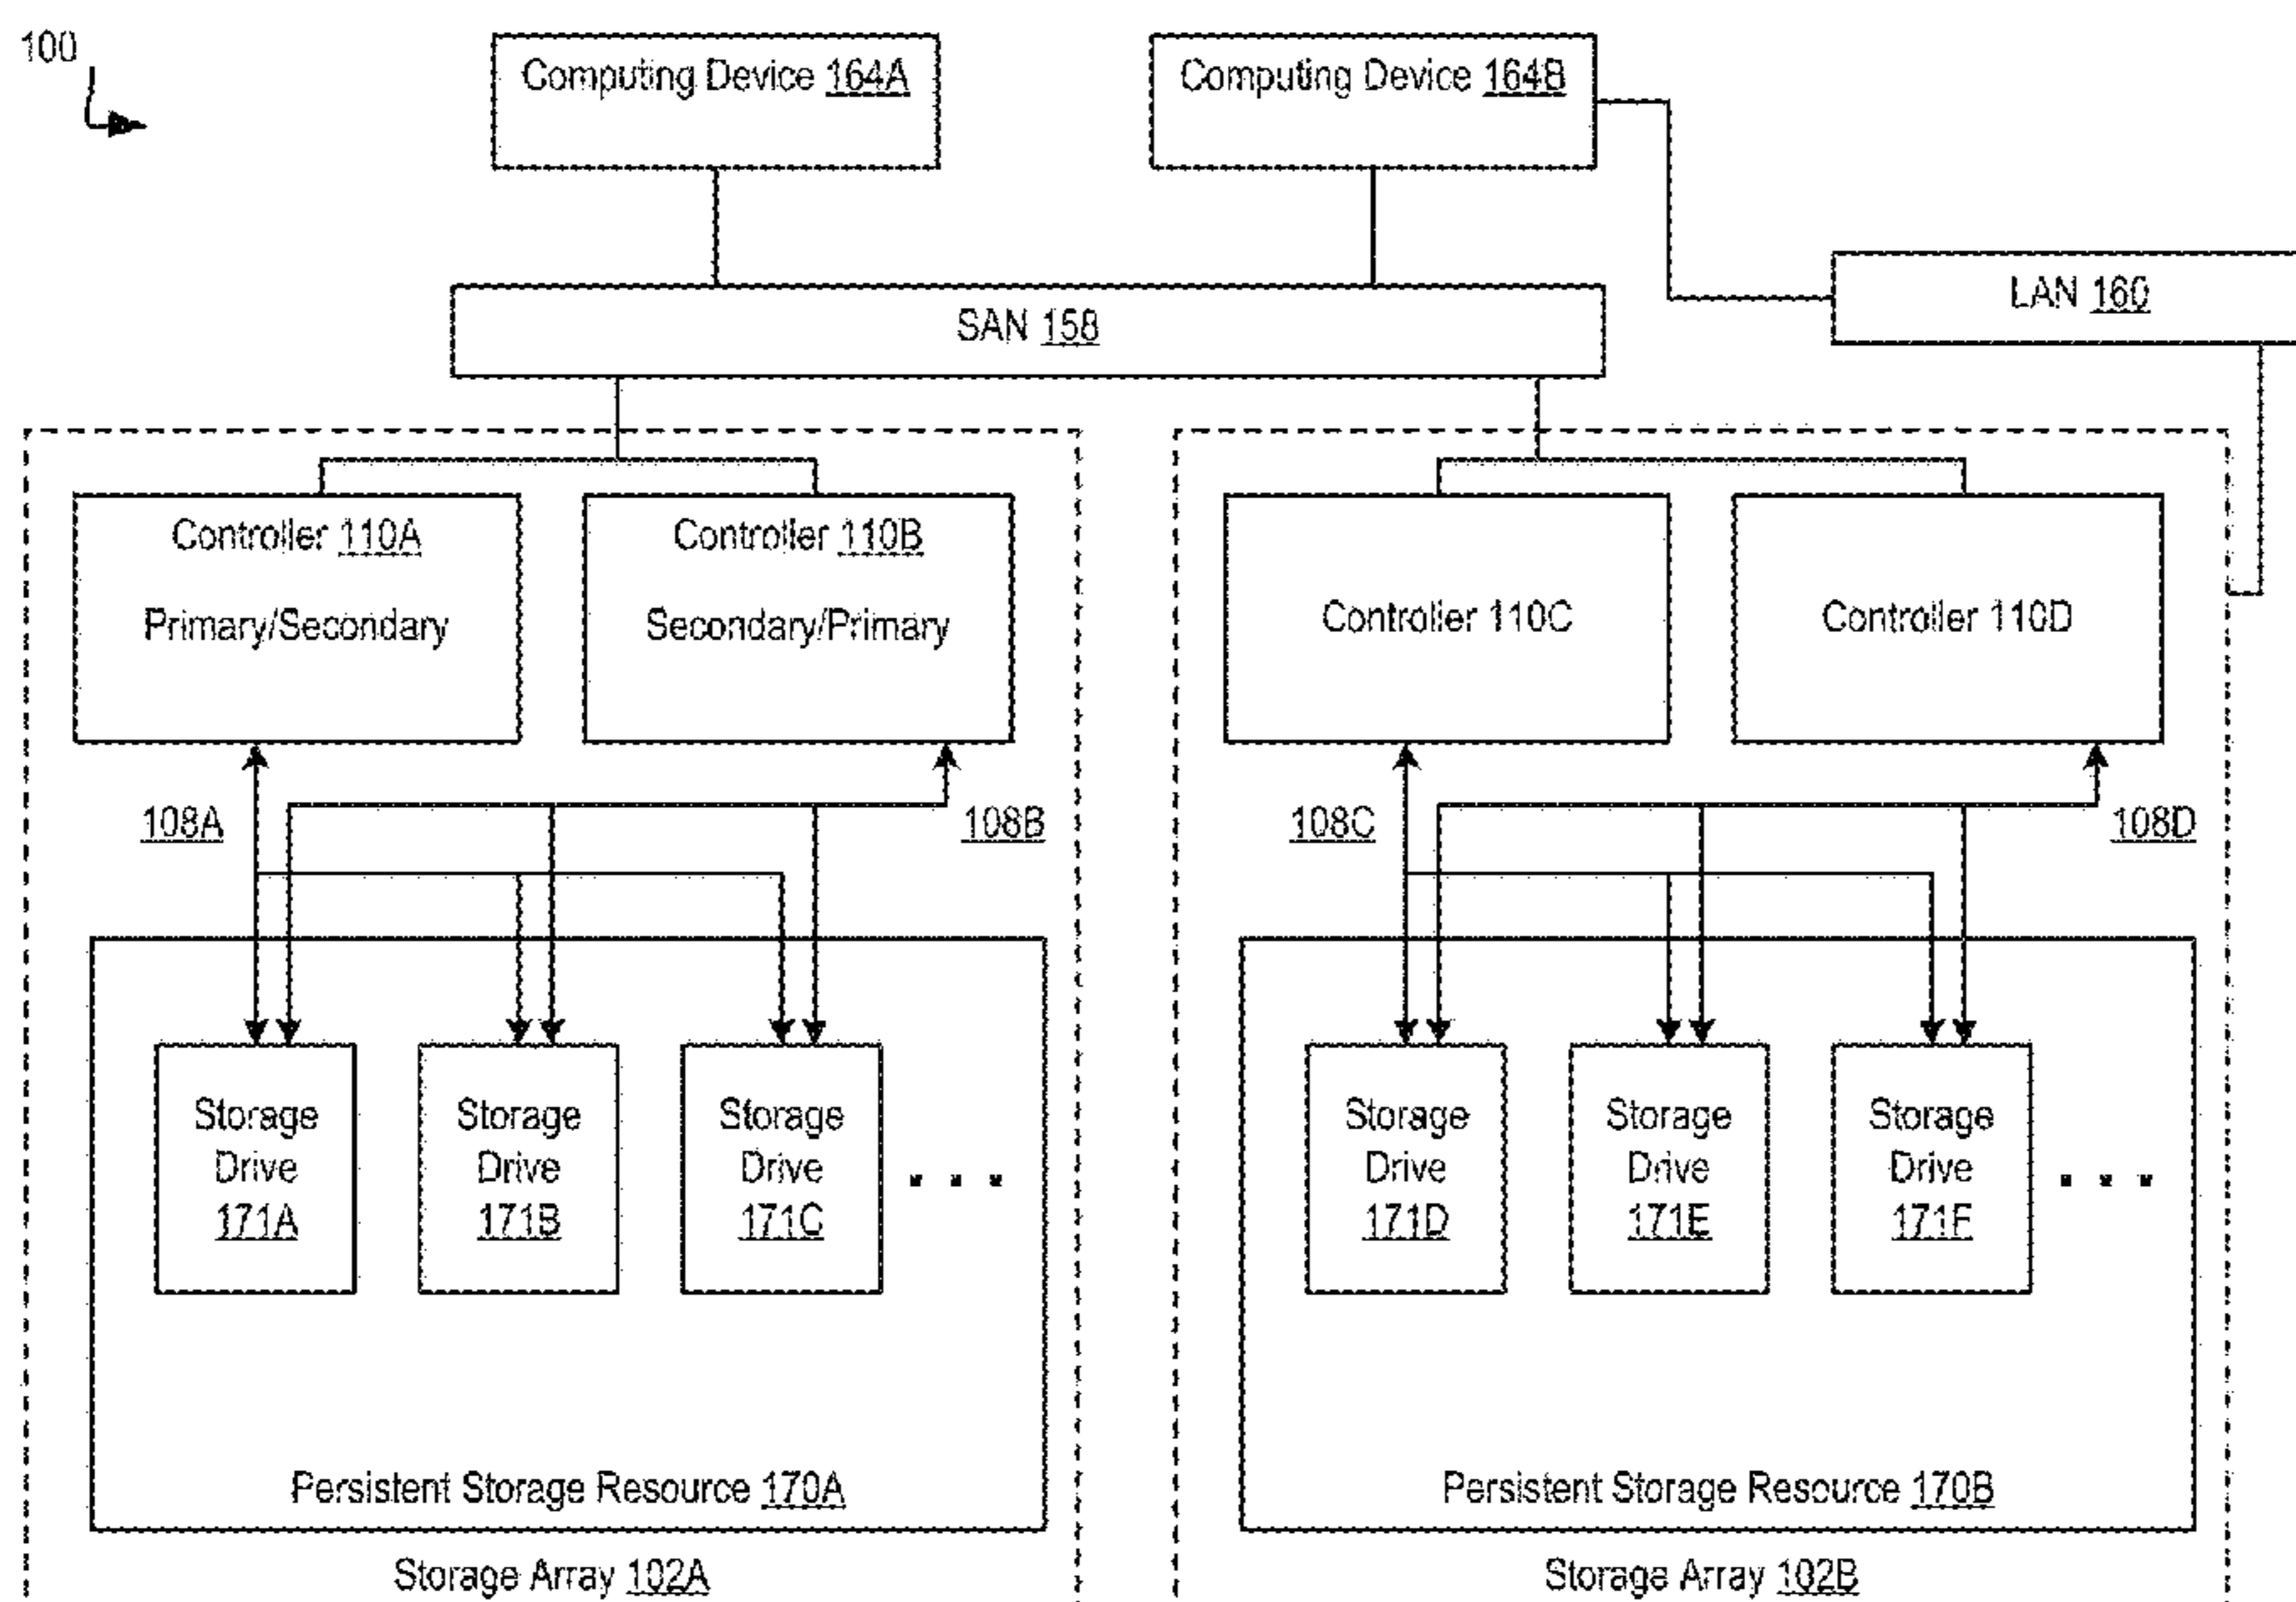 100
Computing Device 164A
Computing Device 164B
LAN 160
SAN 158
Controller 110A
Primary/Secondary
Controller 110B
Secondary/Primary
Controller 110C
Controller 110D
108A
108B
108C
108D
Storage
Drive
171A
Storage
Drive
171B
Storage
Drive
171C
. . .
Storage
Drive
171D
Storage
Drive
171E
Storage
Drive
171F
. . .
Persistent Storage Resource 170A
Persistent Storage Resource 170B
Storage Array 102A
Storage Array 102B